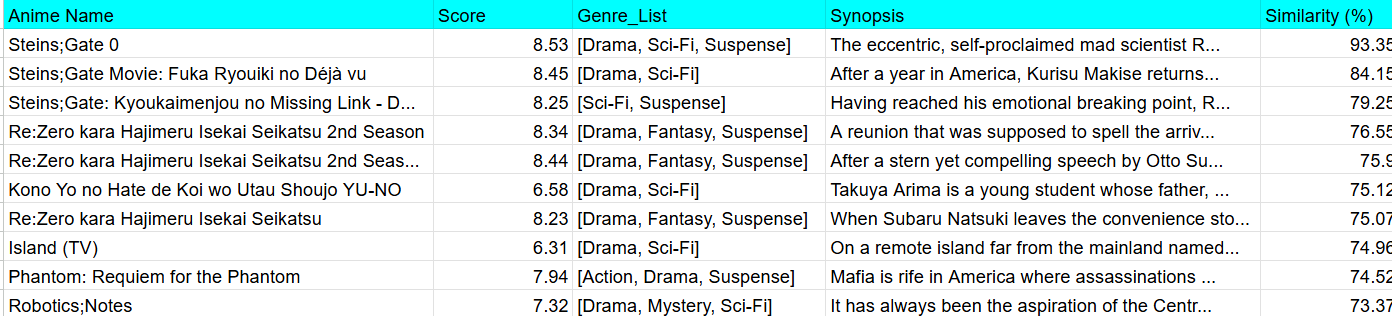 Anime Name Score Genre_List Synopsis Similarity (%)
Steins;Gate 0 8.53 [Drama, Sci-Fi, Suspense] The eccentric, self-proclaimed mad scientist R... 93.35
Steins;Gate Movie: Fuka Ryouiki no Déjà vu 8.45 [Drama, Sci-Fi] After a year in America, Kurisu Makise returns... 84.15
Steins;Gate: Kyoukaimenjou no Missing Link - D... 8.25 [Sci-Fi, Suspense] Having reached his emotional breaking point, R... 79.25
Re:Zero kara Hajimeru Isekai Seikatsu 2nd Season 8.34 [Drama, Fantasy, Suspense] A reunion that was supposed to spell the arriv... 76.55
Re:Zero kara Hajimeru Isekai Seikatsu 2nd Seas... 8.44 [Drama, Fantasy, Suspense] After a stern yet compelling speech by Otto Su... 75.9
Kono Yo no Hate de Koi wo Utau Shoujo YU-NO 6.58 [Drama, Sci-Fi] Takuya Arima is a young student whose father, ... 75.12
Re:Zero kara Hajimeru Isekai Seikatsu 8.23 [Drama, Fantasy, Suspense] When Subaru Natsuki leaves the convenience sto... 75.07
Island (TV) 6.31 [Drama, Sci-Fi] On a remote island far from the mainland named... 74.96
Phantom: Requiem for the Phantom 7.94 [Action, Drama, Suspense] Mafia is rife in America where assassinations ... 74.52
Robotics;Notes 7.32 [Drama, Mystery, Sci-Fi] It has always been the aspiration of the Centr... 73.37